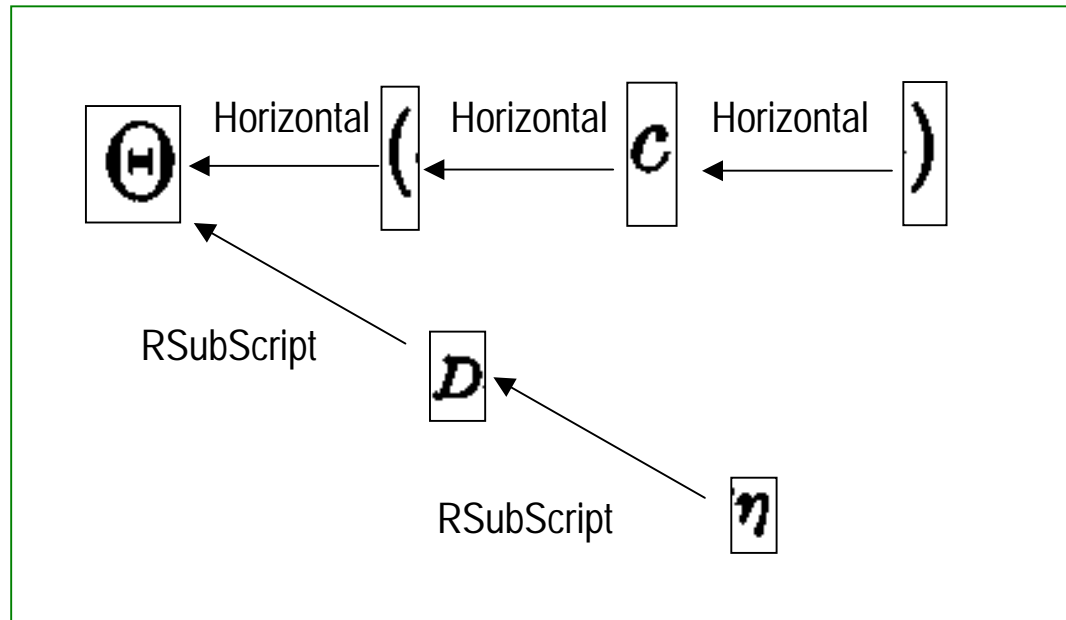 Horizontal Horizontal Horizontal
Θ ( c )
RSubScript
D
RSubScript
η